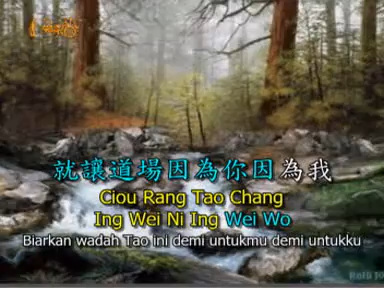 就讓道場因為你因為我
Ciou Rang Tao Chang
Ing Wei Ni Ing Wei Wo
Biarkan wadah Tao ini demi untukmu demi untukku